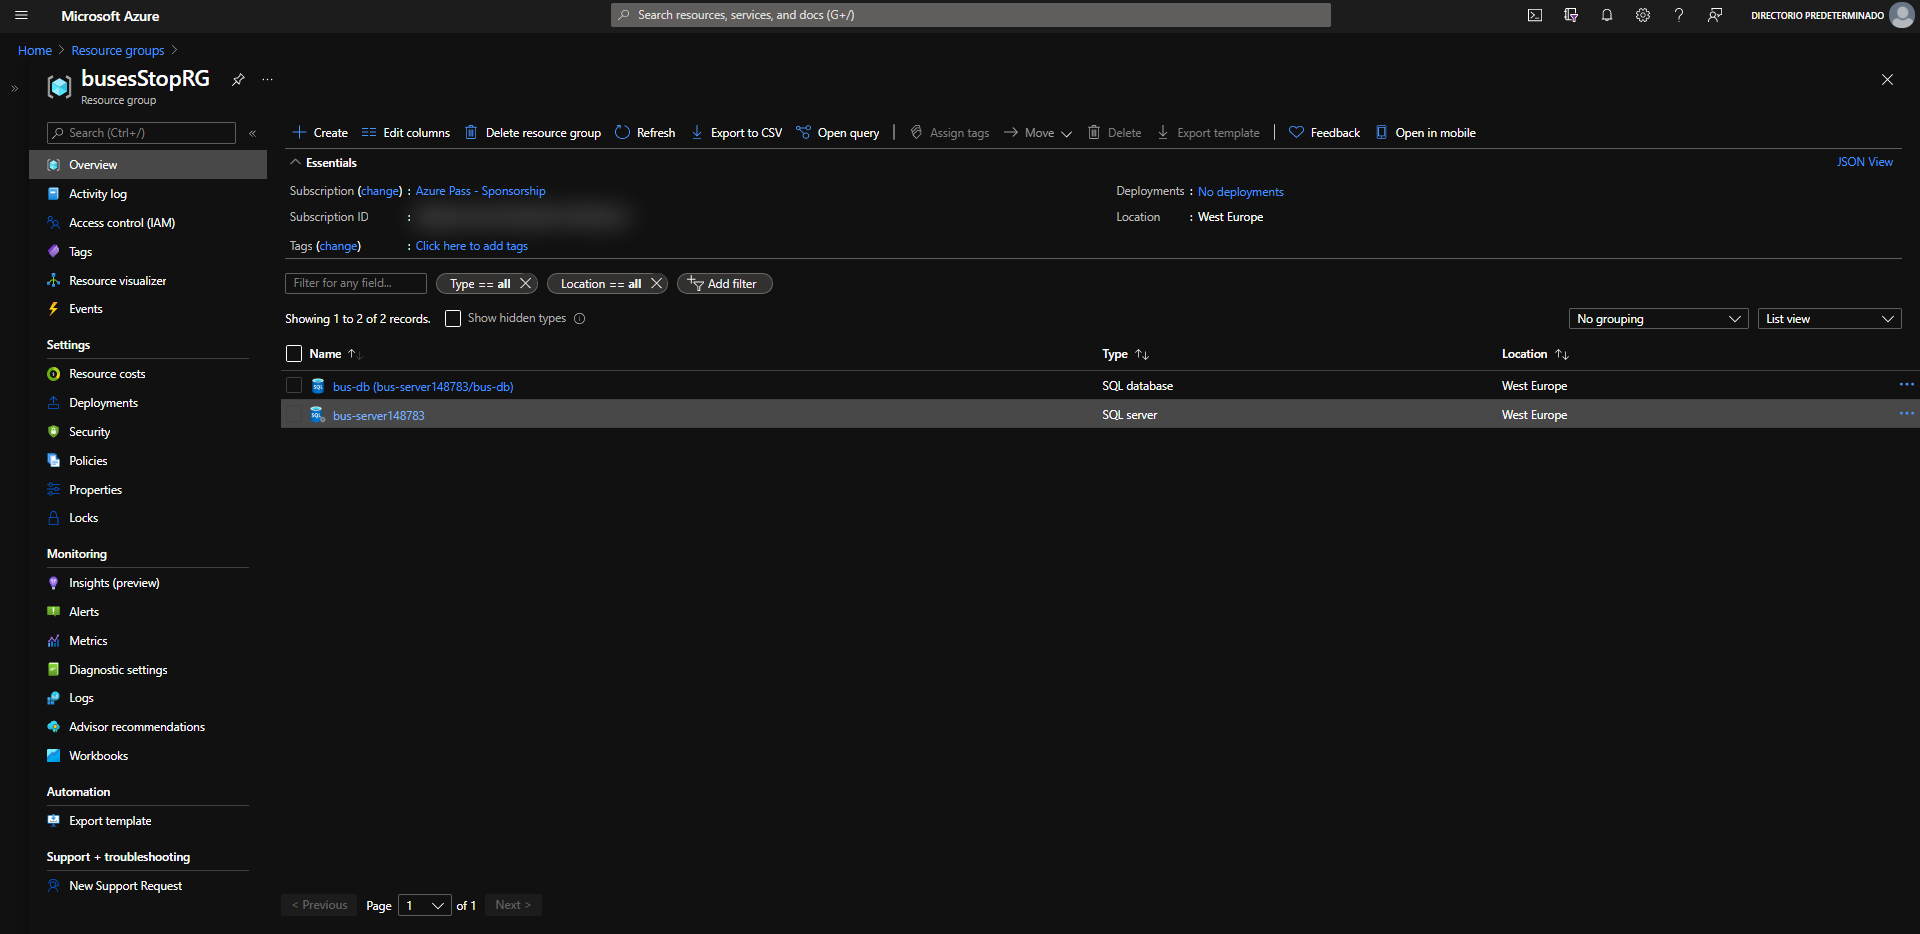 Microsoft Azure
Search resources, services, and docs (G+/)
DIRECTORIO PREDETERMINADO
Home > Resource groups >
busesStopRG
Resource group
Search (Ctrl+/)
Overview
Activity log
Access control (IAM)
Tags
Resource visualizer
Events
Settings
Resource costs
Deployments
Security
Policies
Properties
Locks
Monitoring
Insights (preview)
Alerts
Metrics
Diagnostic settings
Logs
Advisor recommendations
Workbooks
Automation
Export template
Support + troubleshooting
New Support Request
Create Edit columns Delete resource group Refresh Export to CSV Open query Assign tags Move Delete Export template Feedback Open in mobile
Essentials
JSON View
Subscription (change) : Azure Pass - Sponsorship
Deployments : No deployments
Subscription ID :
Location : West Europe
Tags (change) : Click here to add tags
Filter for any field... Type == all Location == all Add filter
Showing 1 to 2 of 2 records. Show hidden types
No grouping List view
Name Type Location
bus-db (bus-server148783/bus-db) SQL database West Europe
bus-server148783 SQL server West Europe
< Previous Page 1 of 1 Next >